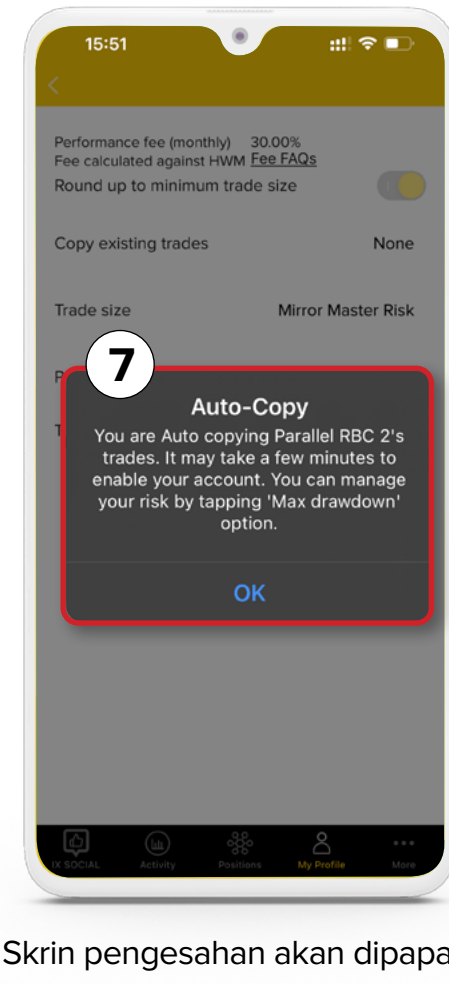 15:51
Performance fee (monthly) 30.00%
Fee calculated against HWM Fee FAQs
Round up to minimum trade size
Copy existing trades None
Trade size Mirror Master Risk
7
Auto-Copy
You are Auto copying Parallel RBC 2's
trades. It may take a few minutes to
enable your account. You can manage
your risk by tapping 'Max drawdown'
option.
OK
IX SOCIAL Activity Positions My Profile More
Skrin pengesahan akan dipapa